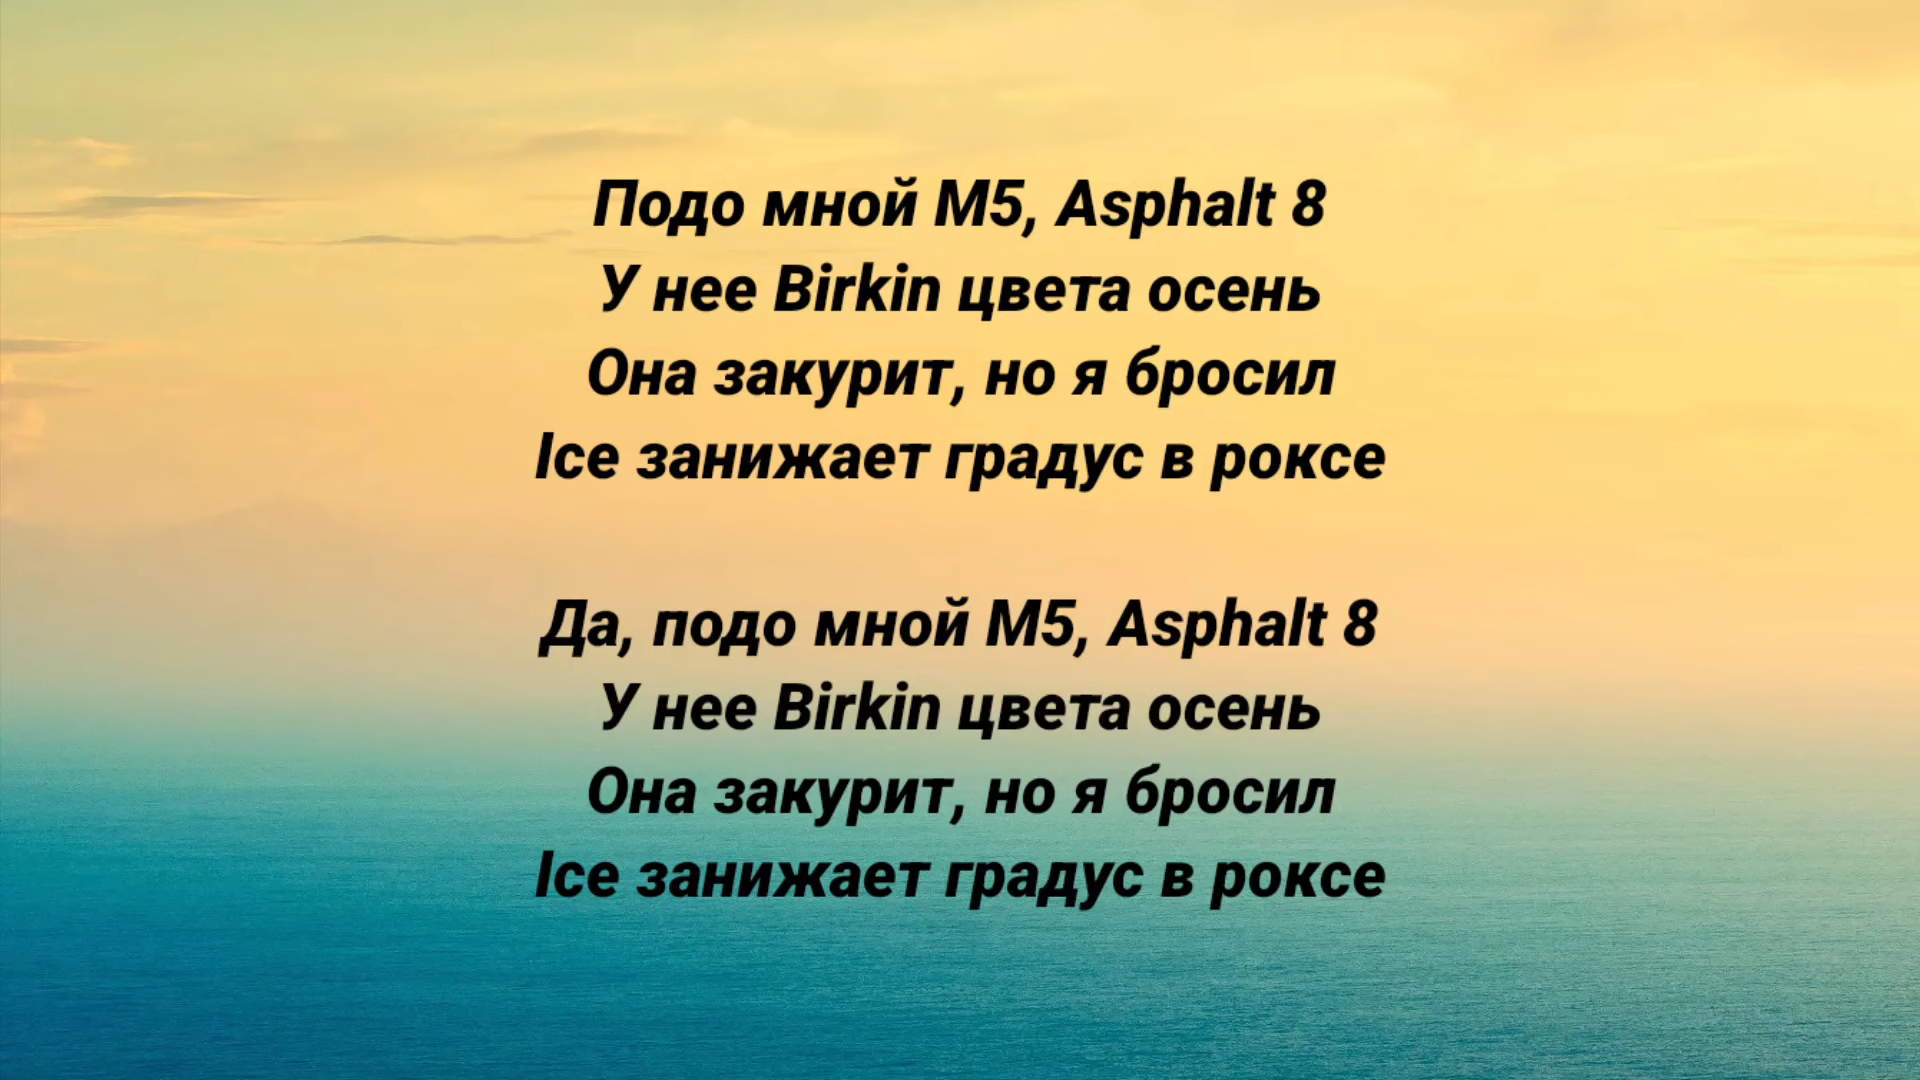 Подо мной M5, Asphalt 8
У нее Birkin цвета осень
Она закурит, но я бросил
Ice занижает градус в роксе
Да, подо мной M5, Asphalt 8
У нее Birkin цвета осень
Она закурит, но я бросил
Ice занижает градус в роксе